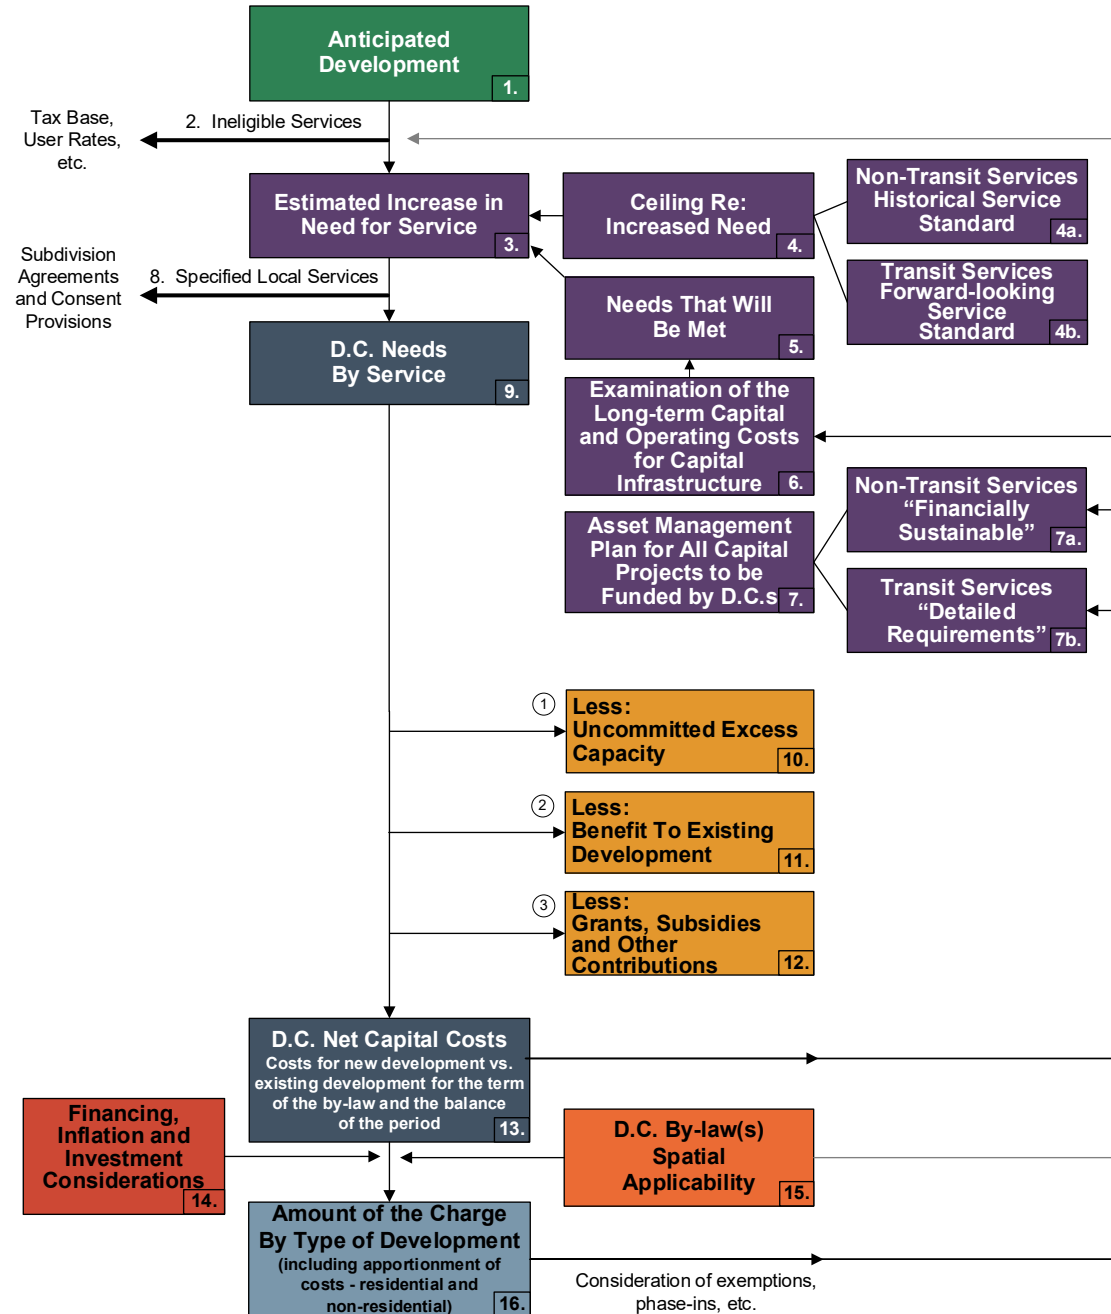 Anticipated
Development
1.
Tax Base,
User Rates,
etc.
2. Ineligible Services
Estimated Increase in
Need for Service
3.
Ceiling Re:
Increased Need
4.
Non-Transit Services
Historical Service
Standard
4a.
Transit Services
Forward-looking
Service
Standard
4b.
Subdivision
Agreements
and Consent
Provisions
8. Specified Local Services
Needs That Will
Be Met
5.
D.C. Needs
By Service
9.
Examination of the
Long-term Capital
and Operating Costs
for Capital
Infrastructure
6.
Asset Management
Plan for All Capital
Projects to be
Funded by D.C.s
7.
Non-Transit Services
“Financially
Sustainable”
7a.
Transit Services
“Detailed
Requirements”
7b.
1
Less:
Uncommitted Excess
Capacity
10.
2
Less:
Benefit To Existing
Development
11.
3
Less:
Grants, Subsidies
and Other
Contributions
12.
D.C. Net Capital Costs
Costs for new development vs.
existing development for the term
of the by-law and the balance
of the period
13.
Financing,
Inflation and
Investment
Considerations
14.
D.C. By-law(s)
Spatial
Applicability
15.
Amount of the Charge
By Type of Development
(including apportionment of
costs - residential and
non-residential)
16.
Consideration of exemptions,
phase-ins, etc.